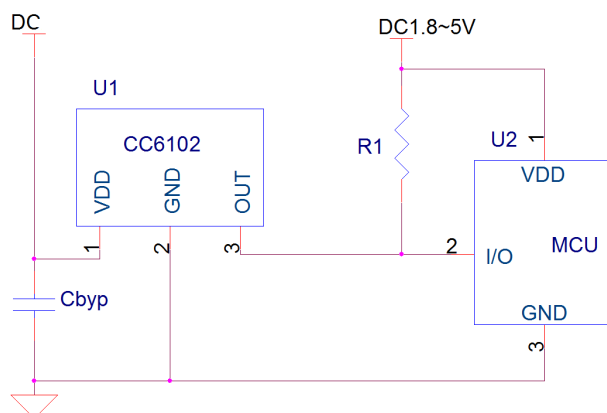 DC
DC1.8~5V
U1
CC6102
VDD
GND
OUT
1
2
3
Cbyp
R1
U2
1
VDD
2
I/O
MCU
GND
3